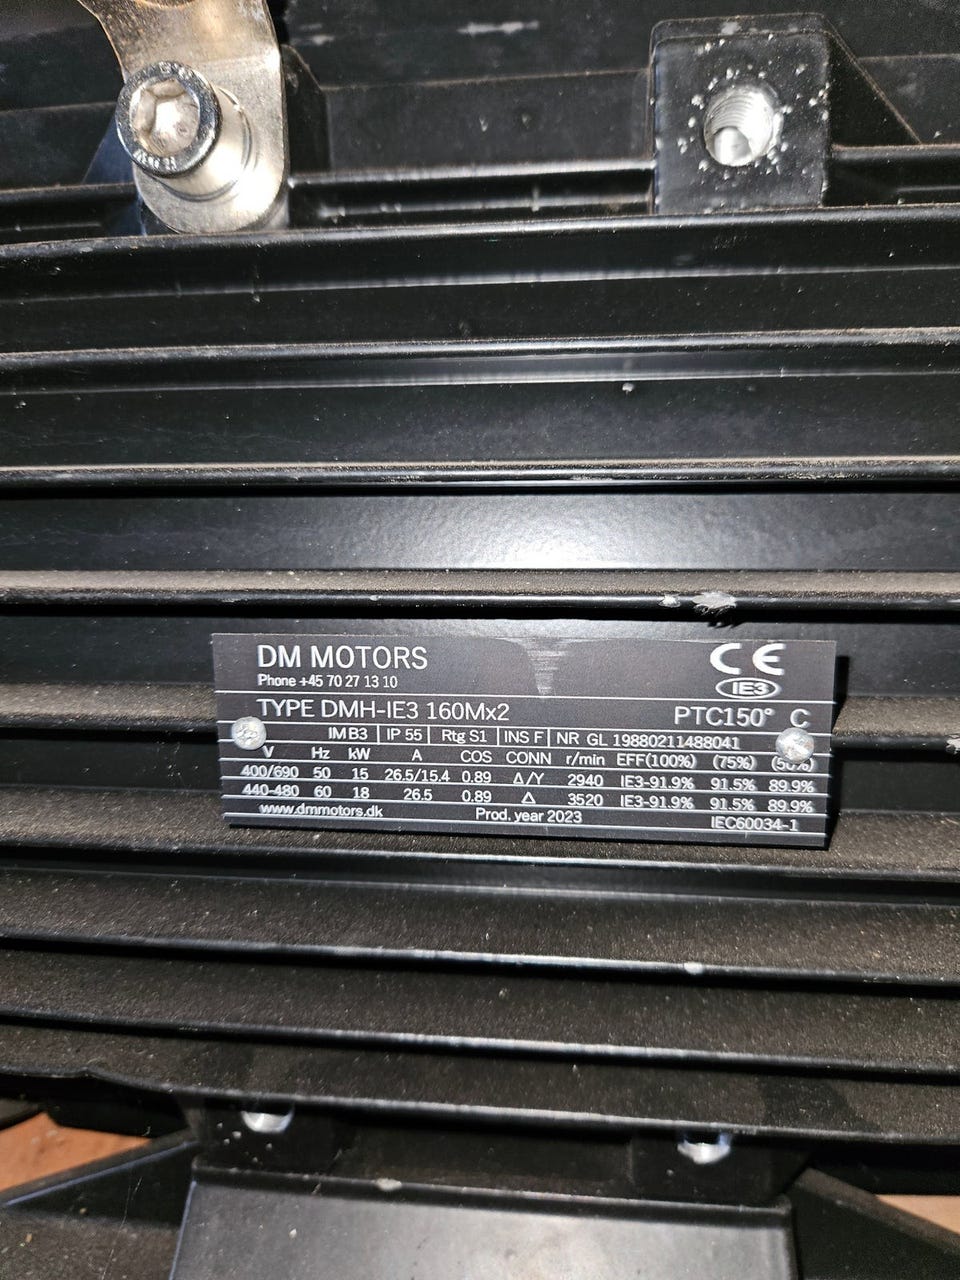 DM MOTORS
CE
Phone +45 70 27 13 10
IE3
TYPE DMH-IE3 160Mx2
PTC150° C
IM B3 | IP 55 | Rtg S1 | INS F | NR GL 19880211488041
V Hz kW A COS CONN r/min EFF(100%) (75%) (50%)
400/690 50 15 26.5/15.4 0.89 Δ/Y 2940 IE3-91.9% 91.5% 89.9%
440-480 60 18 26.5 0.89 Δ 3520 IE3-91.9% 91.5% 89.9%
www.dmmotors.dk Prod. year 2023 IEC60034-1